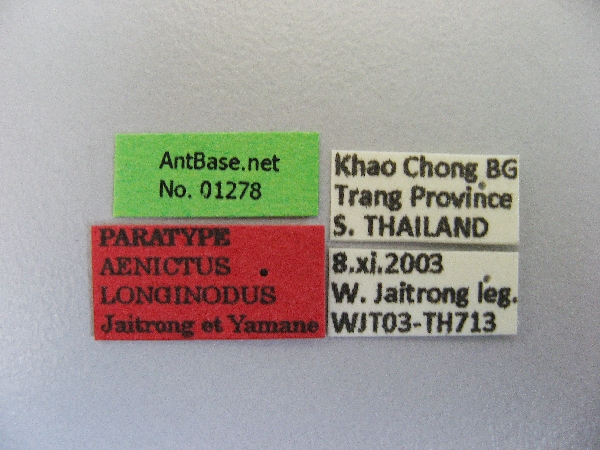 AntBase.net
No. 01278
PARATYPE
AENICTUS
LONGINODUS
Jaitrong et Yamane
Khao Chong BG
Trang Province
S. THAILAND
8.xi.2003
W. Jaitrong leg.
WJT03-TH713